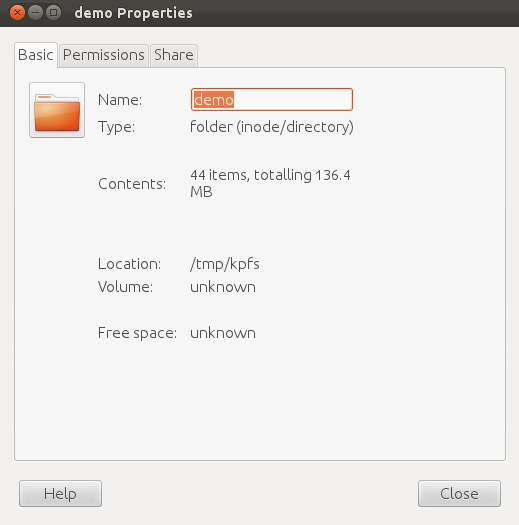 demo Properties
Basic Permissions Share
Name: demo
Type: folder (inode/directory)
Contents: 44 items, totalling 136.4
MB
Location: /tmp/kpfs
Volume: unknown
Free space: unknown
Help Close